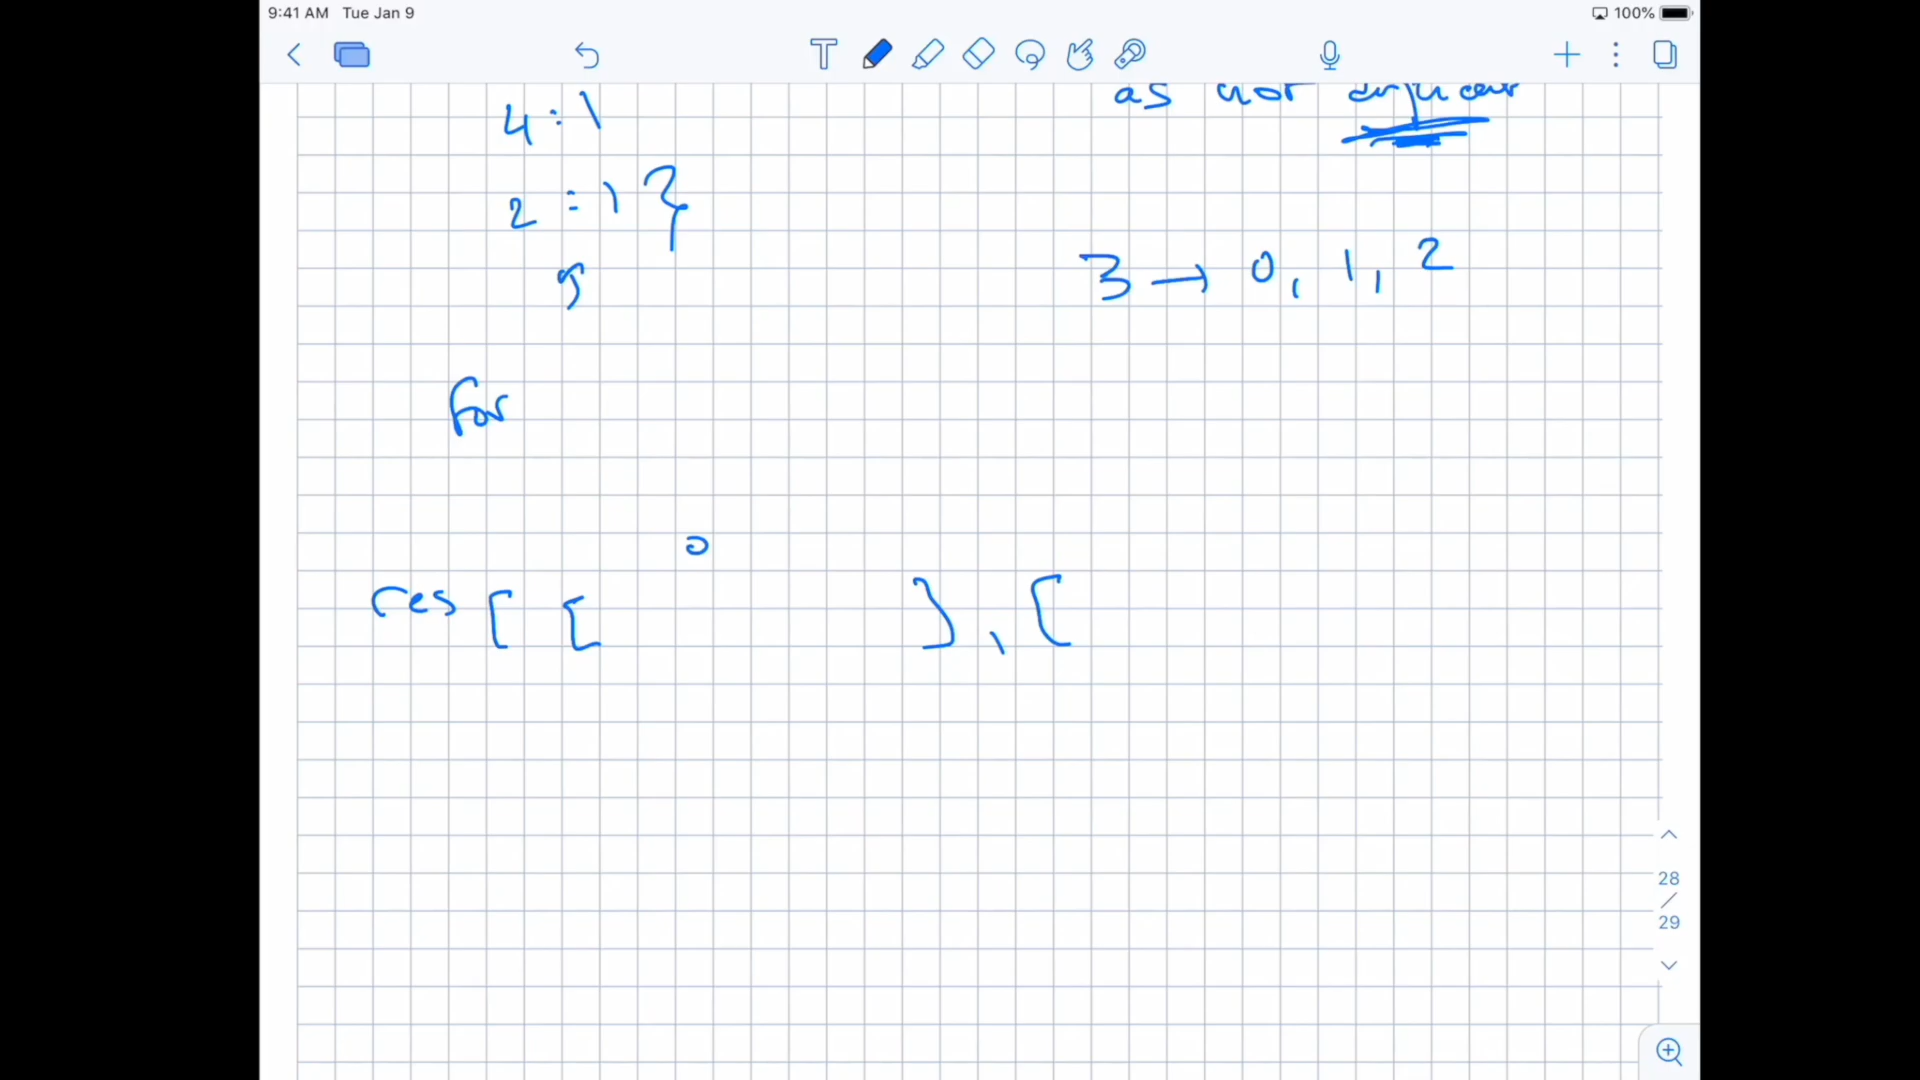 9:41 AM Tue Jan 9
100%
as not
4 : 1
2 : 1 }
3 → 0, 1, 2
for
0
res [ [ ] , [
28
/
29